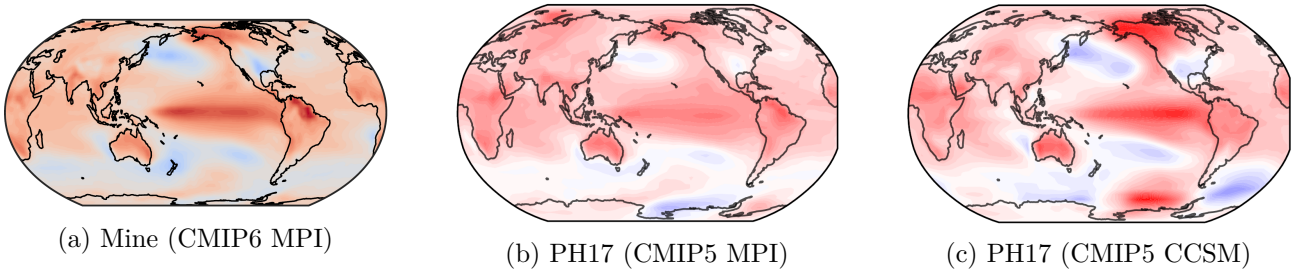 (a) Mine (CMIP6 MPI)
(b) PH17 (CMIP5 MPI)
(c) PH17 (CMIP5 CCSM)